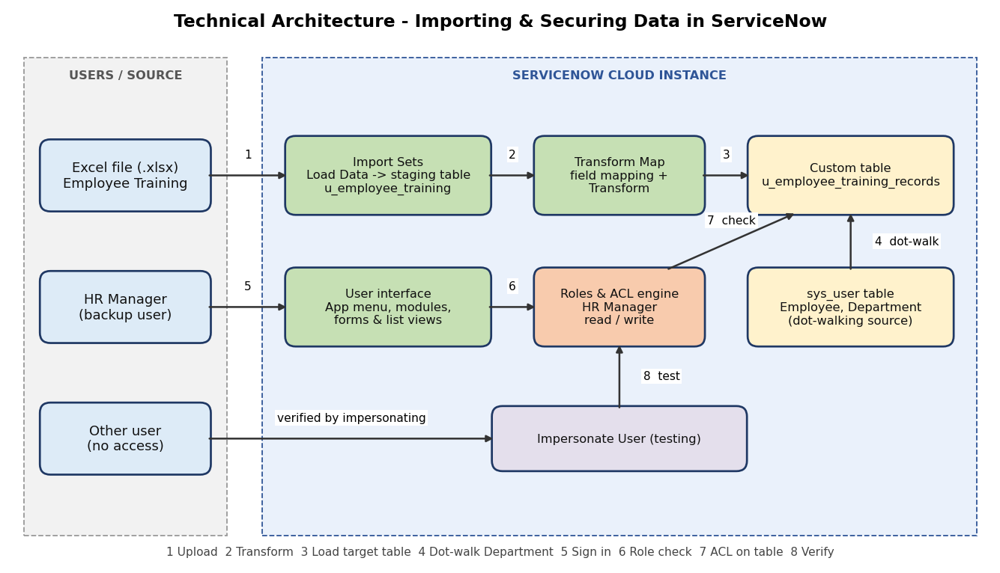 Technical Architecture - Importing & Securing Data in ServiceNow
USERS / SOURCE
SERVICENOW CLOUD INSTANCE
Excel file (.xlsx)
Employee Training
1
Import Sets
Load Data -> staging table
u_employee_training
2
Transform Map
field mapping +
Transform
3
Custom table
u_employee_training_records
7 check
4 dot-walk
HR Manager
(backup user)
5
User interface
App menu, modules,
forms & list views
6
Roles & ACL engine
HR Manager
read / write
sys_user table
Employee, Department
(dot-walking source)
8 test
Other user
(no access)
verified by impersonating
Impersonate User (testing)
1 Upload 2 Transform 3 Load target table 4 Dot-walk Department 5 Sign in 6 Role check 7 ACL on table 8 Verify